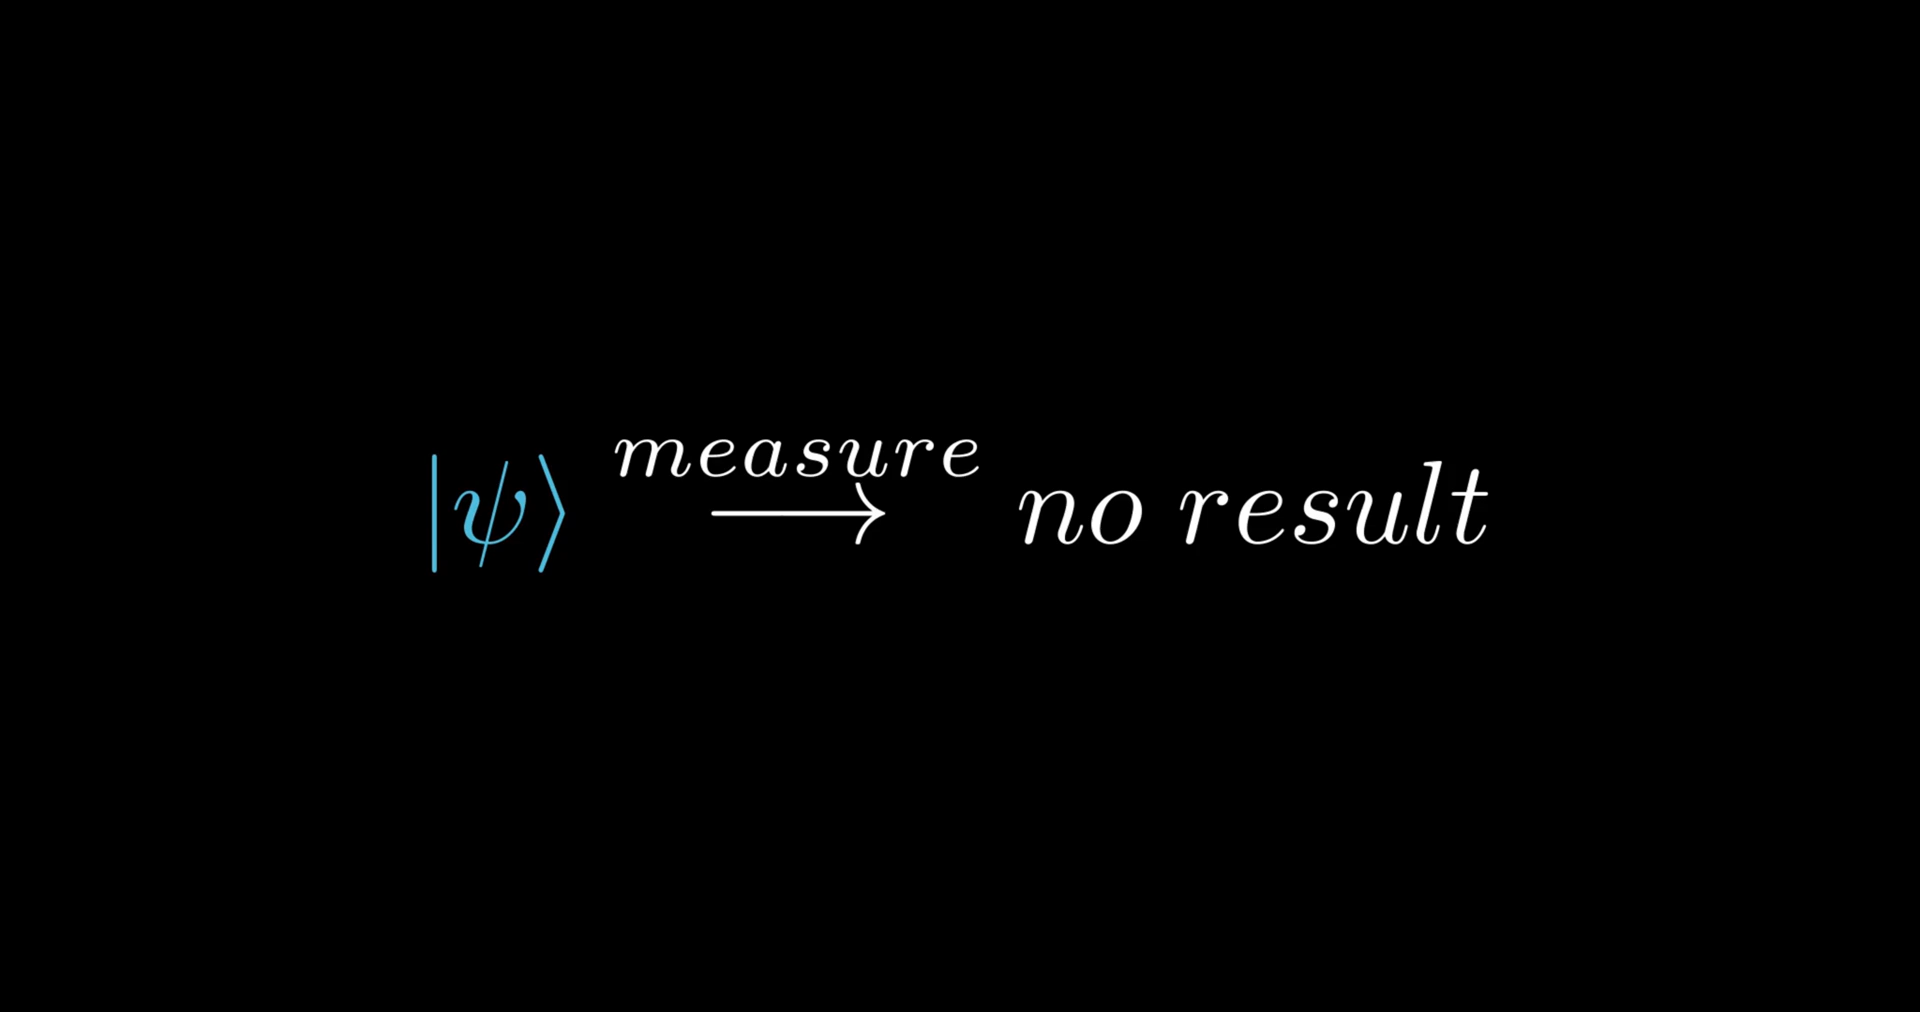 |ψ⟩ measure → no result